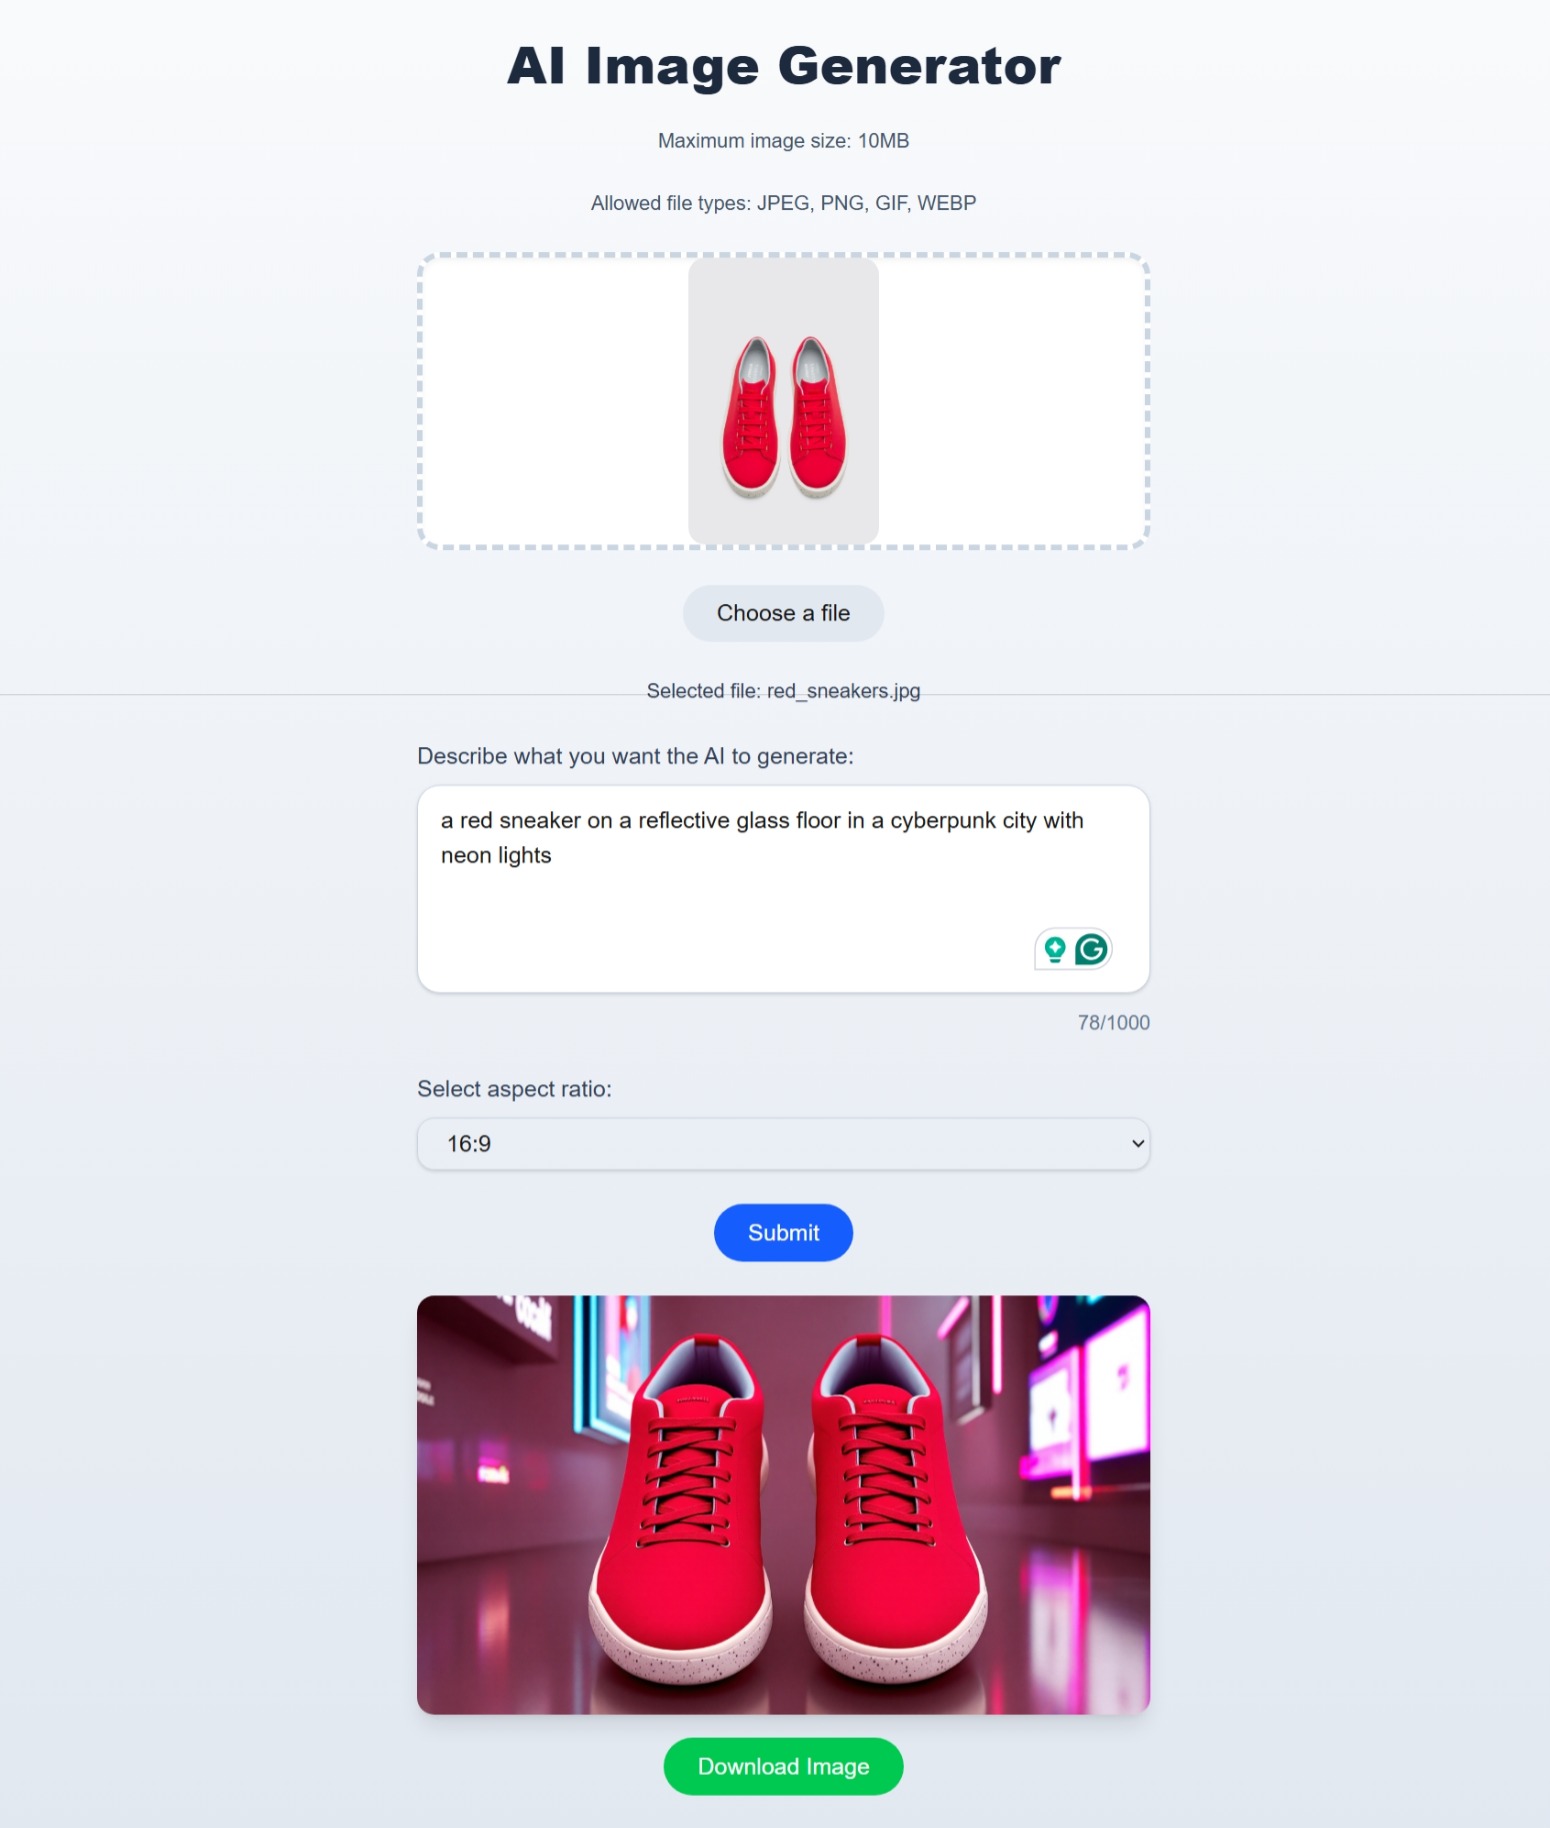 AI Image Generator
Maximum image size: 10MB
Allowed file types: JPEG, PNG, GIF, WEBP
Choose a file
Selected file: red_sneakers.jpg
Describe what you want the AI to generate:
a red sneaker on a reflective glass floor in a cyberpunk city with
neon lights
78/1000
Select aspect ratio:
16:9
Submit
Download Image